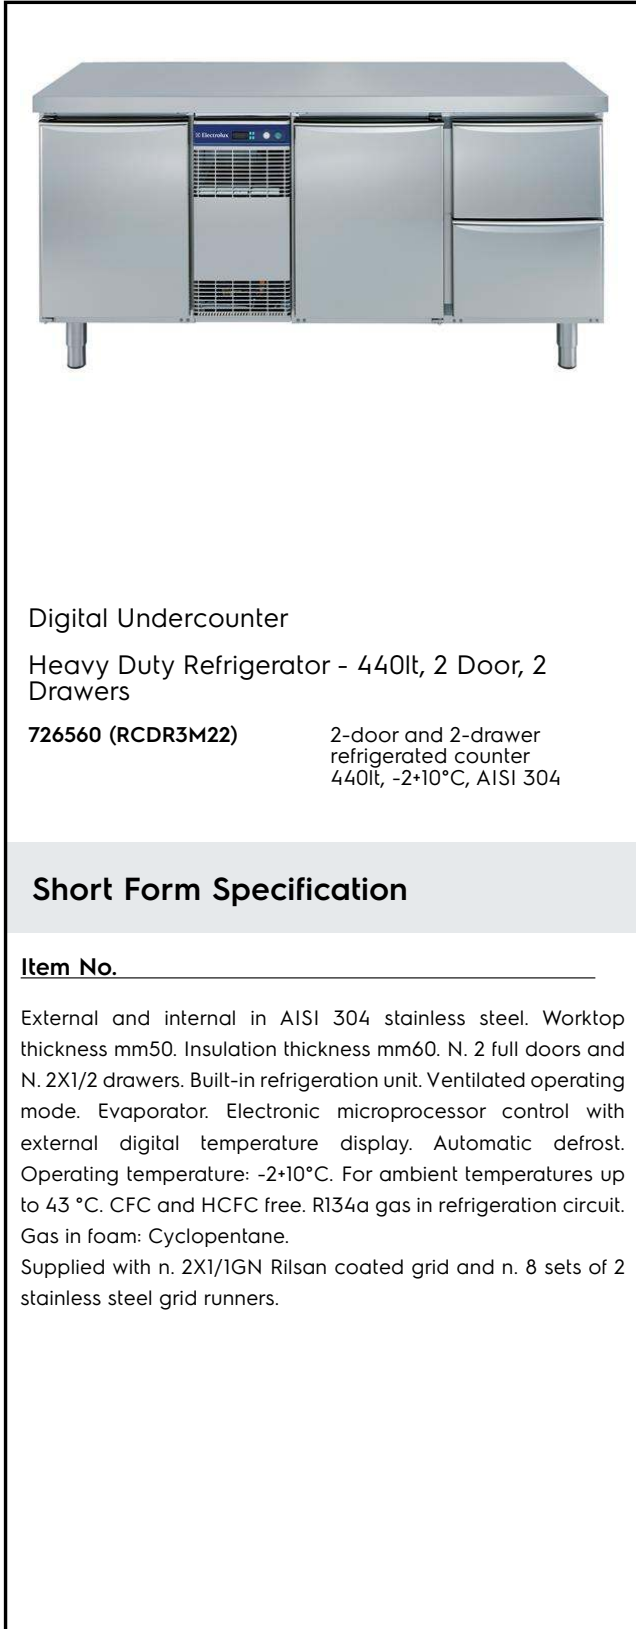 Electrolux
Digital Undercounter
Heavy Duty Refrigerator - 440lt, 2 Door, 2
Drawers
726560 (RCDR3M22)
2-door and 2-drawer
refrigerated counter
440lt, -2+10°C, AISI 304
Short Form Specification
Item No.
External and internal in AISI 304 stainless steel. Worktop
thickness mm50. Insulation thickness mm60. N. 2 full doors and
N. 2X1/2 drawers. Built-in refrigeration unit. Ventilated operating
mode. Evaporator. Electronic microprocessor control with
external digital temperature display. Automatic defrost.
Operating temperature: -2+10°C. For ambient temperatures up
to 43 °C. CFC and HCFC free. R134a gas in refrigeration circuit.
Gas in foam: Cyclopentane.
Supplied with n. 2X1/1GN Rilsan coated grid and n. 8 sets of 2
stainless steel grid runners.